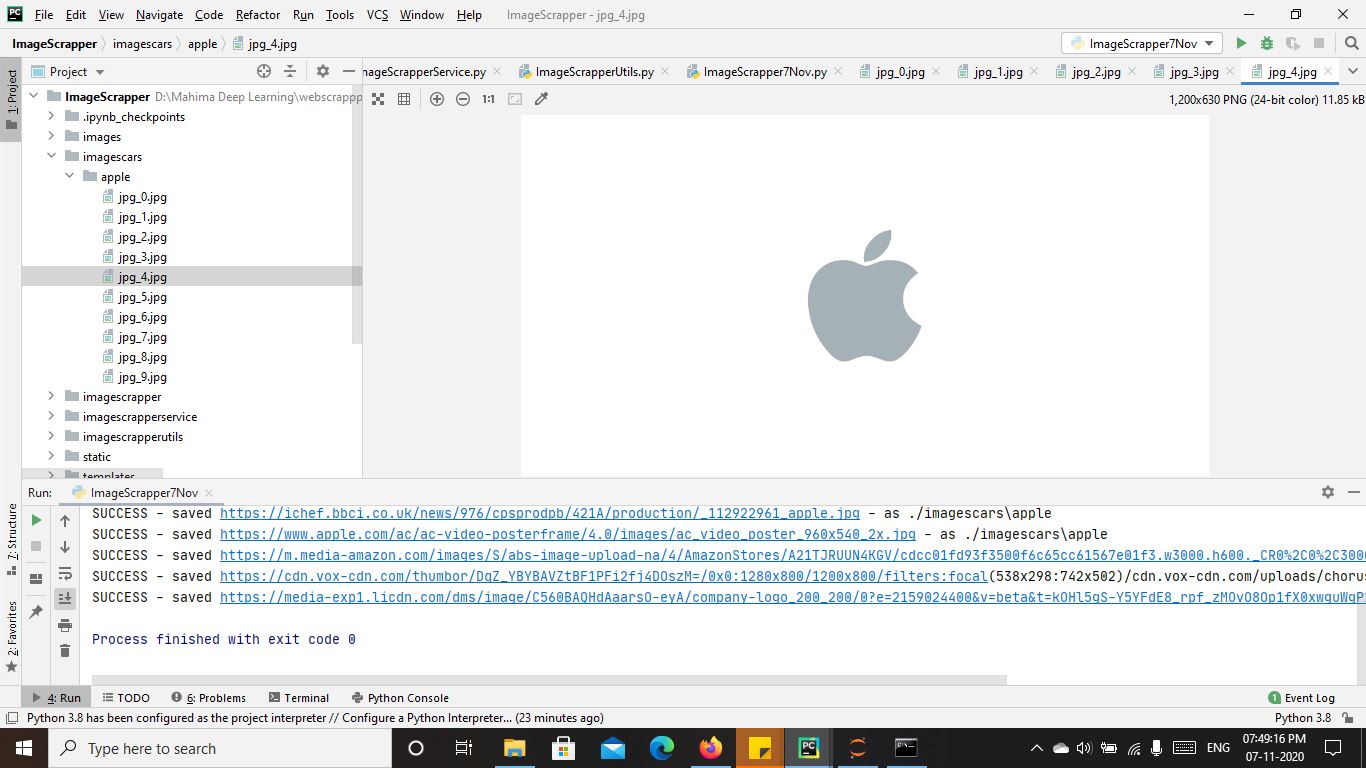 File Edit View Navigate Code Refactor Run Tools VCS Window Help ImageScrapper - jpg_4.jpg
ImageScrapper imagescars apple jpg_4.jpg ImageScrapper7Nov
1: Project
Project
mageScrapperService.py ImageScrapperUtils.py ImageScrapper7Nov.py jpg_0.jpg jpg_1.jpg jpg_2.jpg jpg_3.jpg jpg_4.jpg
ImageScrapper D:\Mahima Deep Learning\webscrappp
1:1 1,200x630 PNG (24-bit color) 11.85 kB
.ipynb_checkpoints
images
imagescars
apple
jpg_0.jpg
jpg_1.jpg
jpg_2.jpg
jpg_3.jpg
jpg_4.jpg
jpg_5.jpg
jpg_6.jpg
jpg_7.jpg
jpg_8.jpg
jpg_9.jpg
imagescrapper
imagescrapperservice
imagescrapperutils
static
templates
Run: ImageScrapper7Nov
7: Structure
2: Favorites
SUCCESS - saved https://ichef.bbci.co.uk/news/976/cpsprodpb/421A/production/_112922961_apple.jpg - as ./imagescars\apple
SUCCESS - saved https://www.apple.com/ac/ac-video-posterframe/4.0/images/ac_video_poster_960x540_2x.jpg - as ./imagescars\apple
SUCCESS - saved https://m.media-amazon.com/images/S/abs-image-upload-na/4/AmazonStores/A21TJRUUN4KGV/cdcc01fd93f3500f6c65cc61567e01f3.w3000.h600._CR0%2C0%2C300
SUCCESS - saved https://cdn.vox-cdn.com/thumbor/DqZ_YBYBAVZtBF1PFi2fj4DOszM=/0x0:1280x800/1200x800/filters:focal(538x298:742x502)/cdn.vox-cdn.com/uploads/chorus
SUCCESS - saved https://media-exp1.licdn.com/dms/image/C560BAQHdAaarsO-eyA/company-logo_200_200/0?e=2159024400&v=beta&t=kOHl5gS-Y5YFdE8_rpf_zMOvO8Op1fX0xwguWgP
Process finished with exit code 0
4: Run TODO 6: Problems Terminal Python Console 1 Event Log
Python 3.8 has been configured as the project interpreter // Configure a Python Interpreter... (23 minutes ago) Python 3.8
Type here to search ENG 07:49:16 PM
07-11-2020